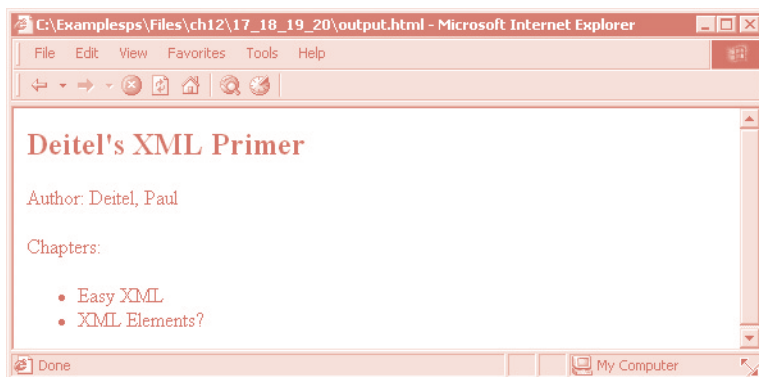 C:\Examplesps\Files\ch12\17_18_19_20\output.html - Microsoft Internet Explorer
File Edit View Favorites Tools Help
Deitel's XML Primer
Author: Deitel, Paul
Chapters:
• Easy XML
• XML Elements?
Done My Computer